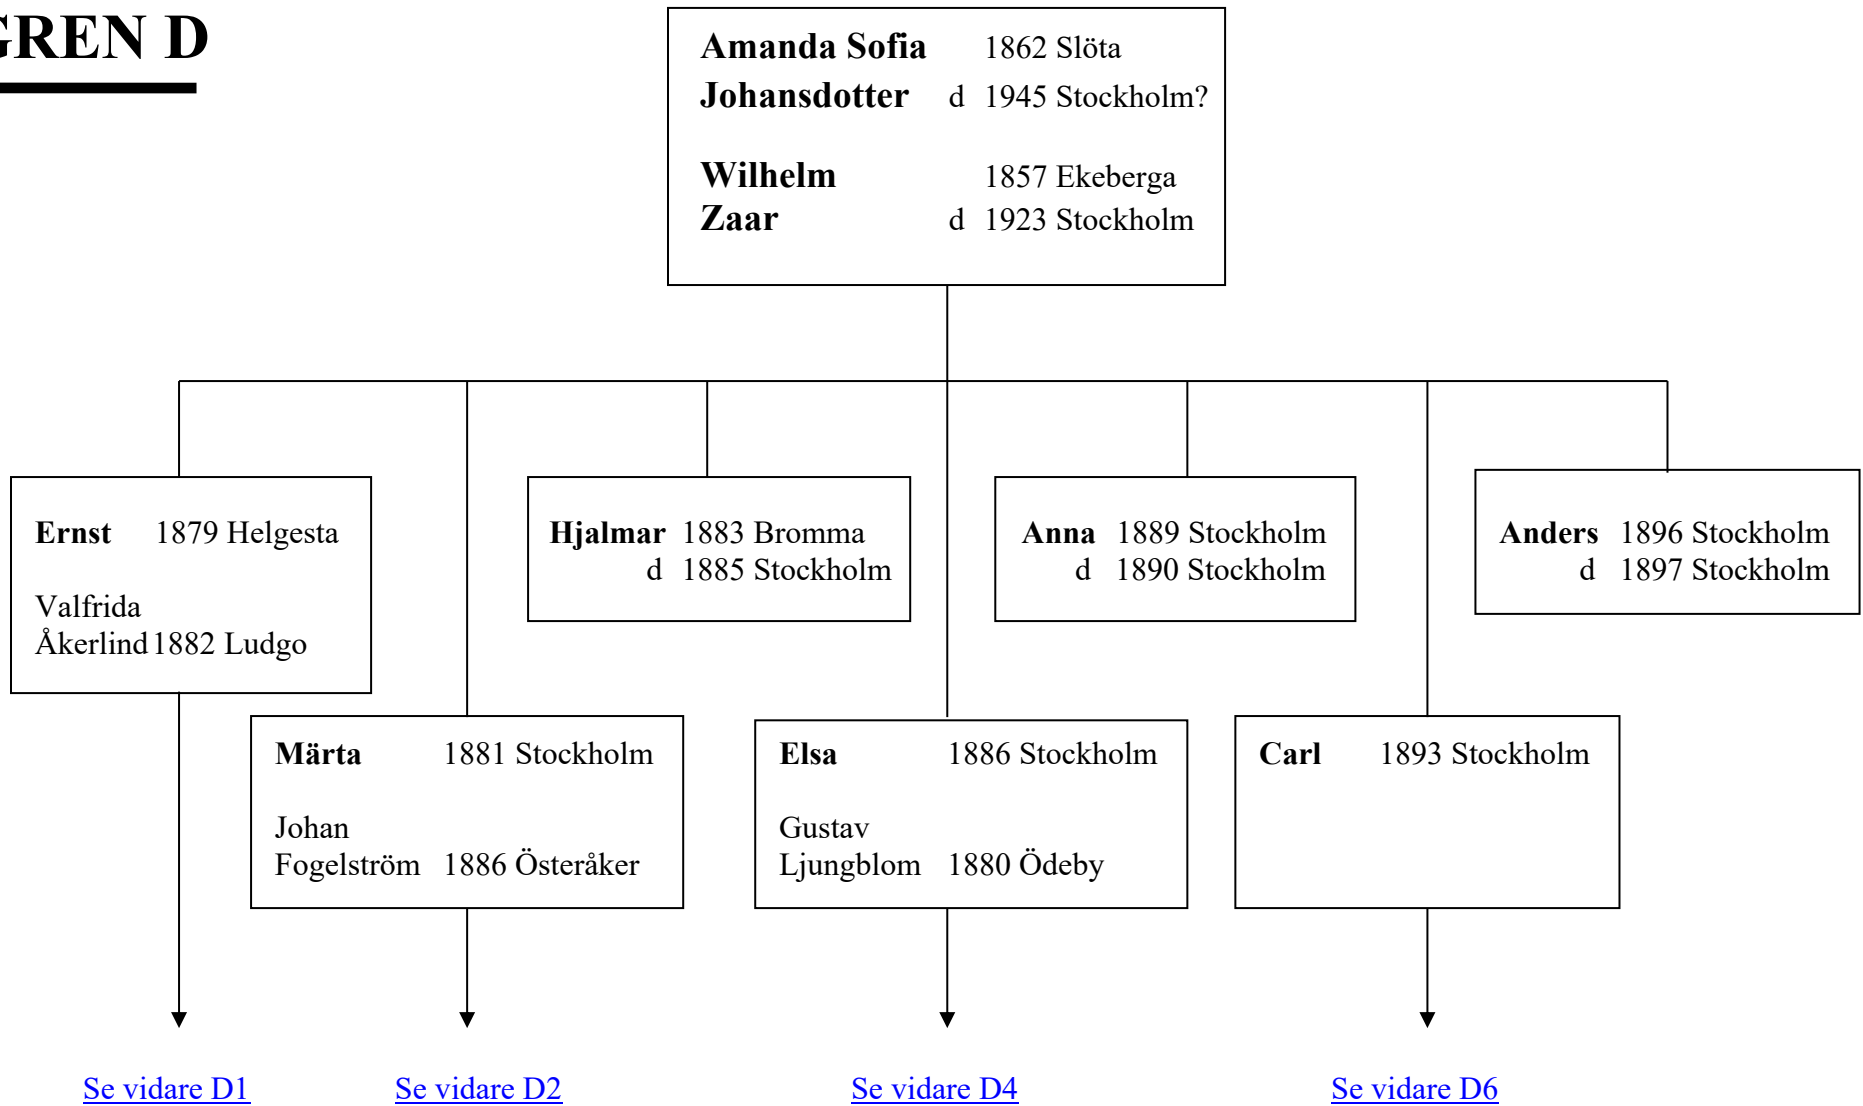 GREN D
Amanda Sofia 1862 Slöta
Johansdotter d 1945 Stockholm?
Wilhelm 1857 Ekeberga
Zaar d 1923 Stockholm
Ernst 1879 Helgesta
Valfrida
Åkerlind 1882 Ludgo
Hjalmar 1883 Bromma
d 1885 Stockholm
Anna 1889 Stockholm
d 1890 Stockholm
Anders 1896 Stockholm
d 1897 Stockholm
Märta 1881 Stockholm
Johan
Fogelström 1886 Österåker
Elsa 1886 Stockholm
Gustav
Ljungblom 1880 Ödeby
Carl 1893 Stockholm
Se vidare D1
Se vidare D2
Se vidare D4
Se vidare D6